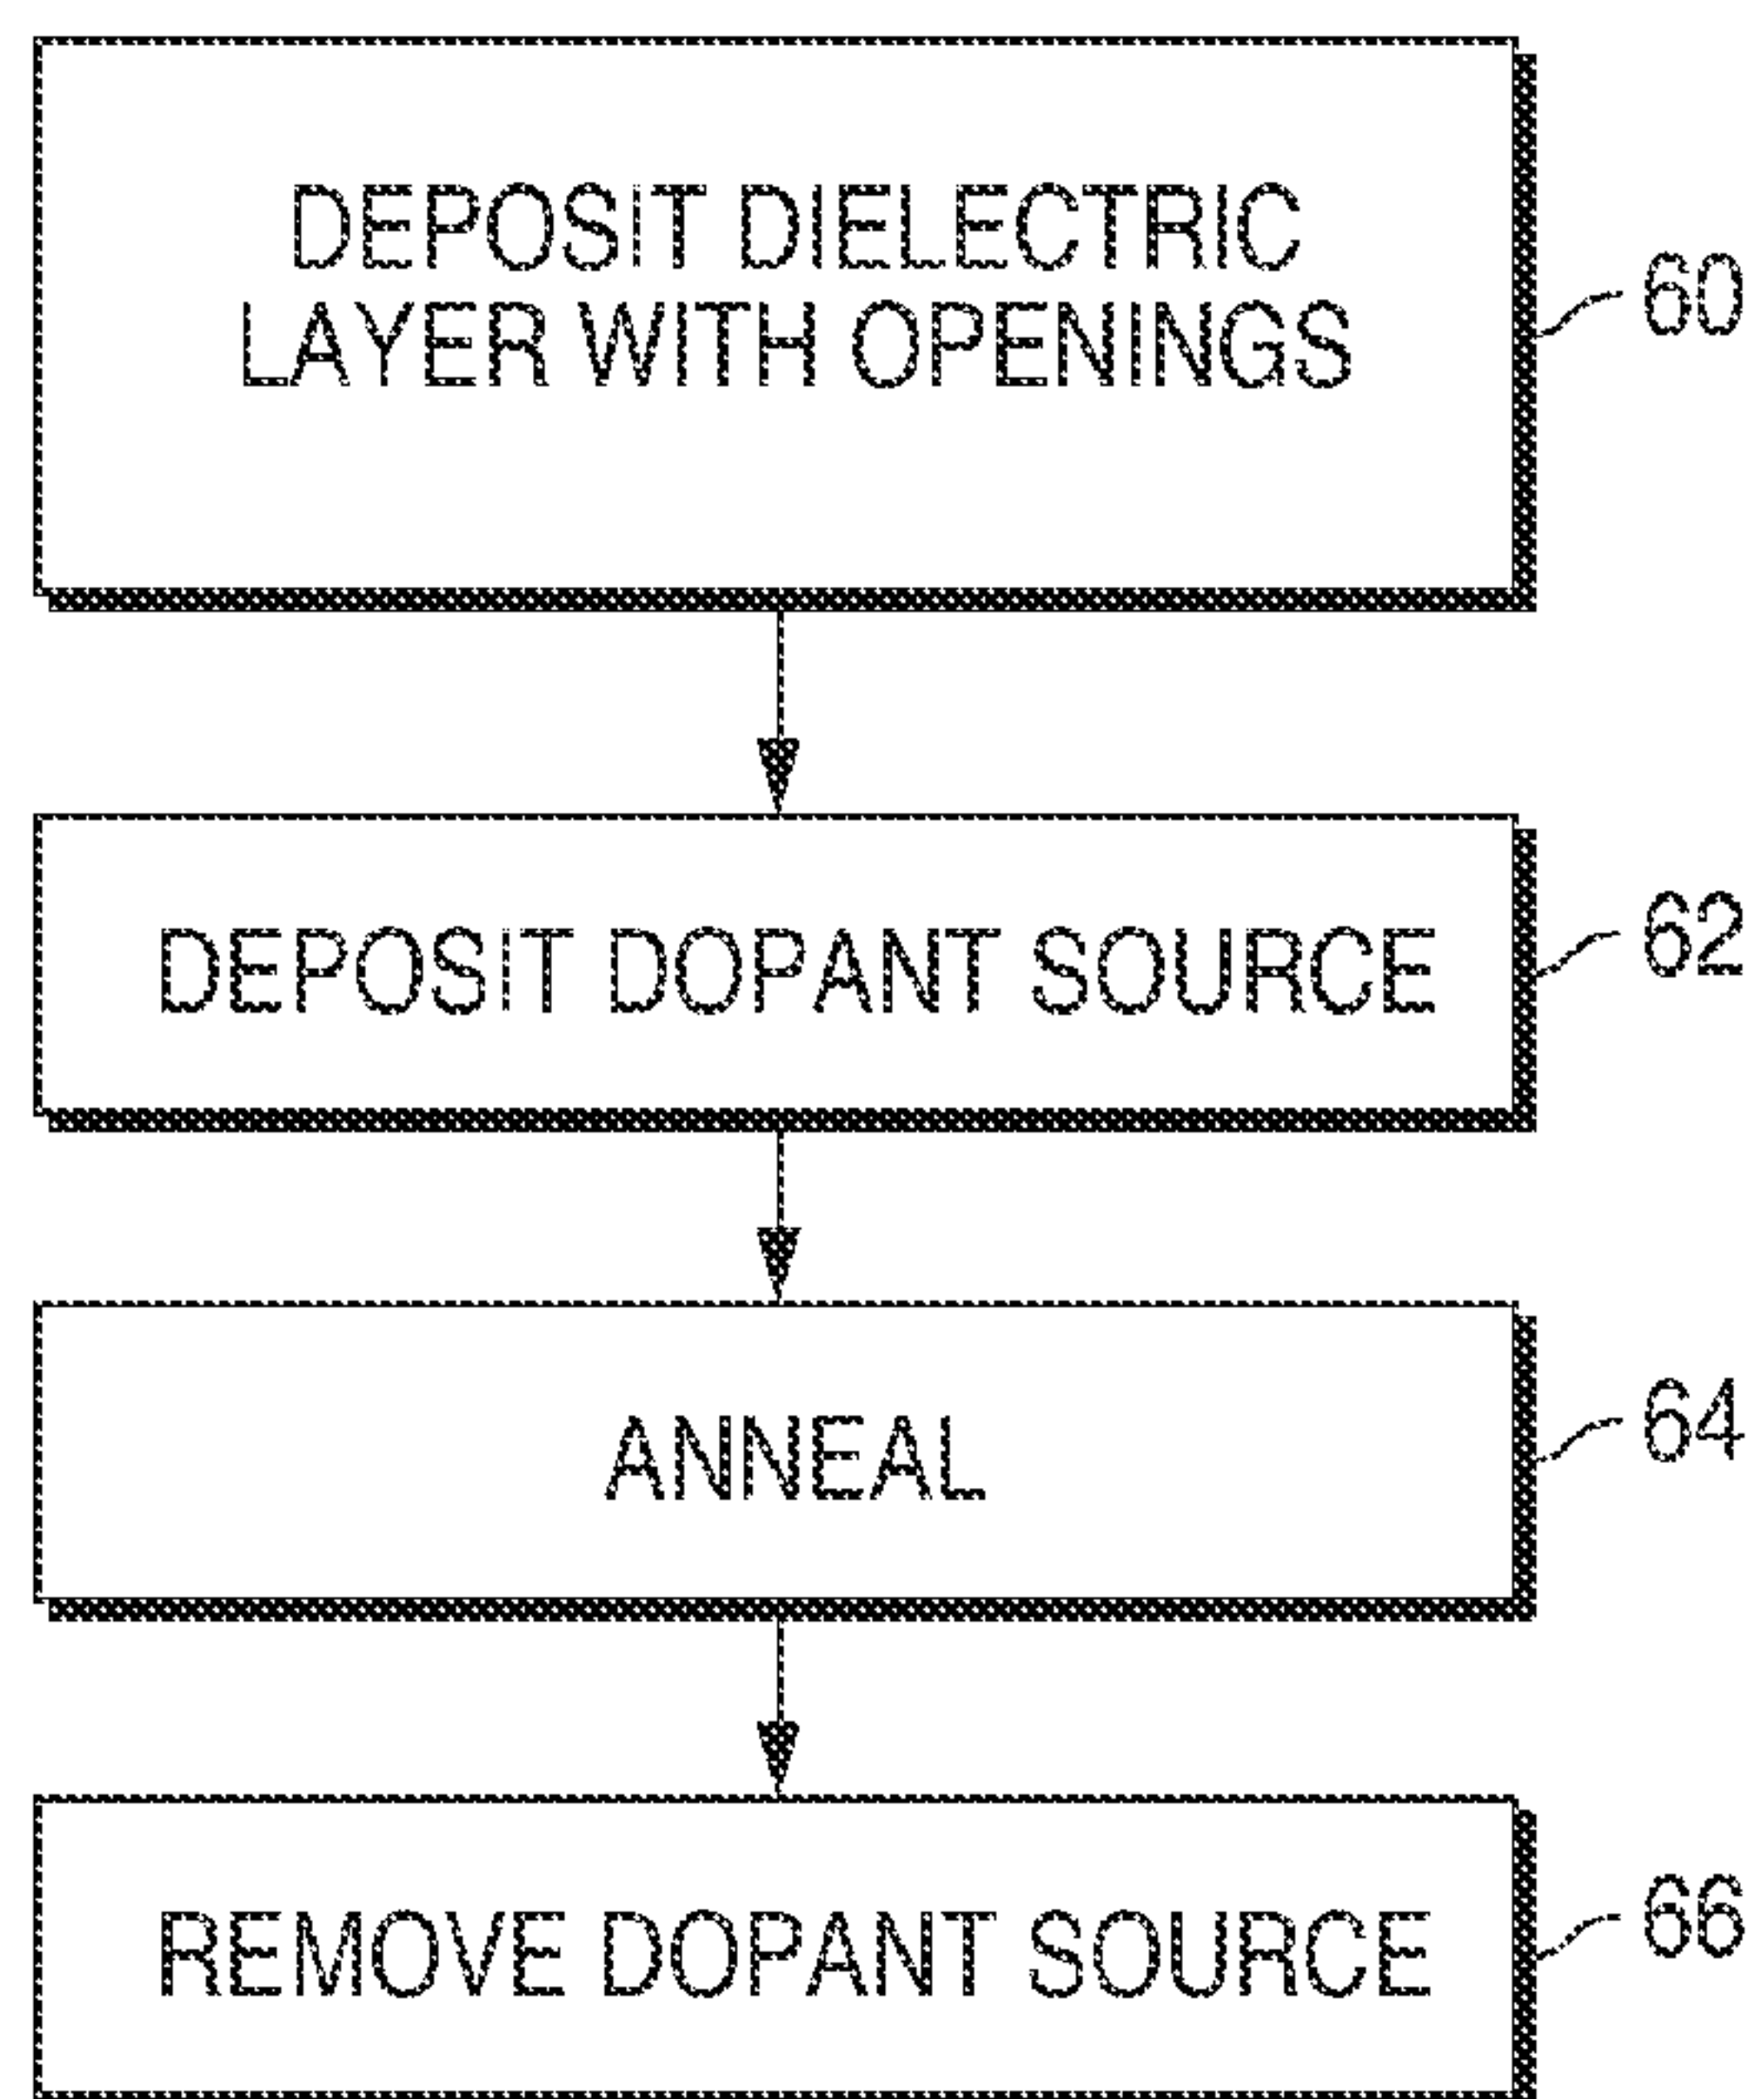 DEPOSIT DIELECTRIC
LAYER WITH OPENINGS
60
DEPOSIT DOPANT SOURCE
62
ANNEAL
64
REMOVE DOPANT SOURCE
66